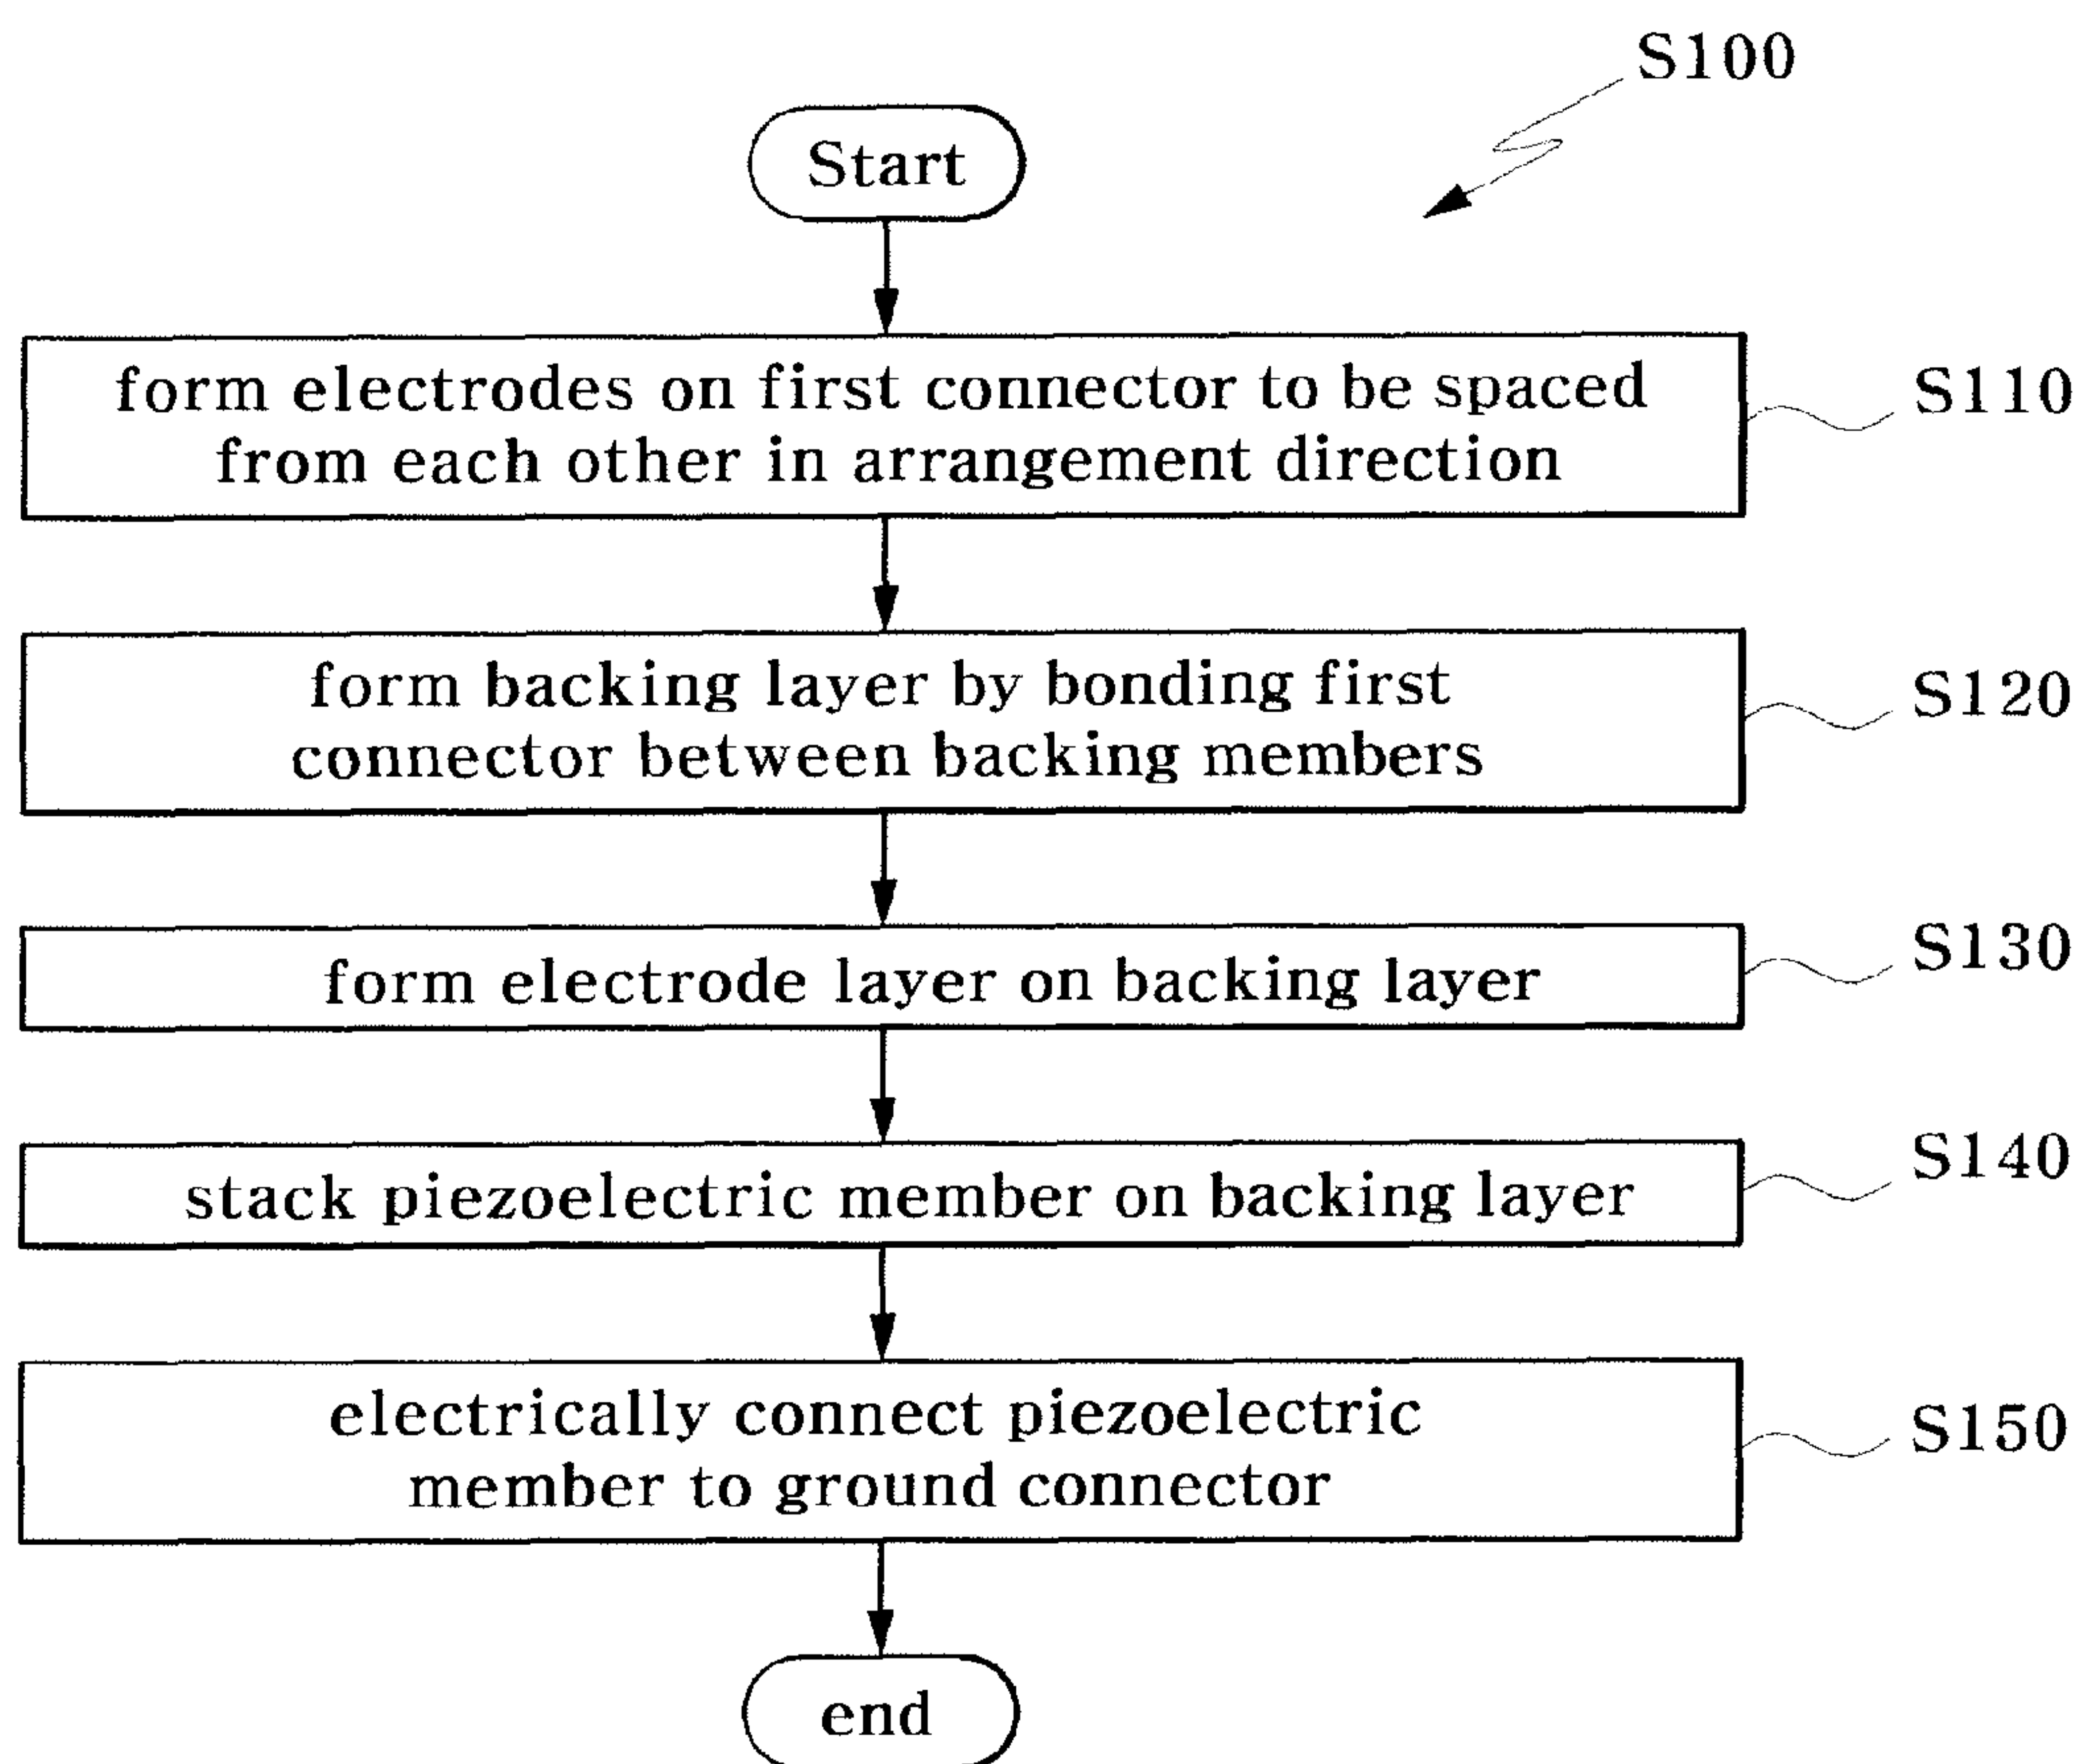 S100
Start
form electrodes on first connector to be spaced
from each other in arrangement direction
S110
form backing layer by bonding first
connector between backing members
S120
form electrode layer on backing layer
S130
stack piezoelectric member on backing layer
S140
electrically connect piezoelectric
member to ground connector
S150
end